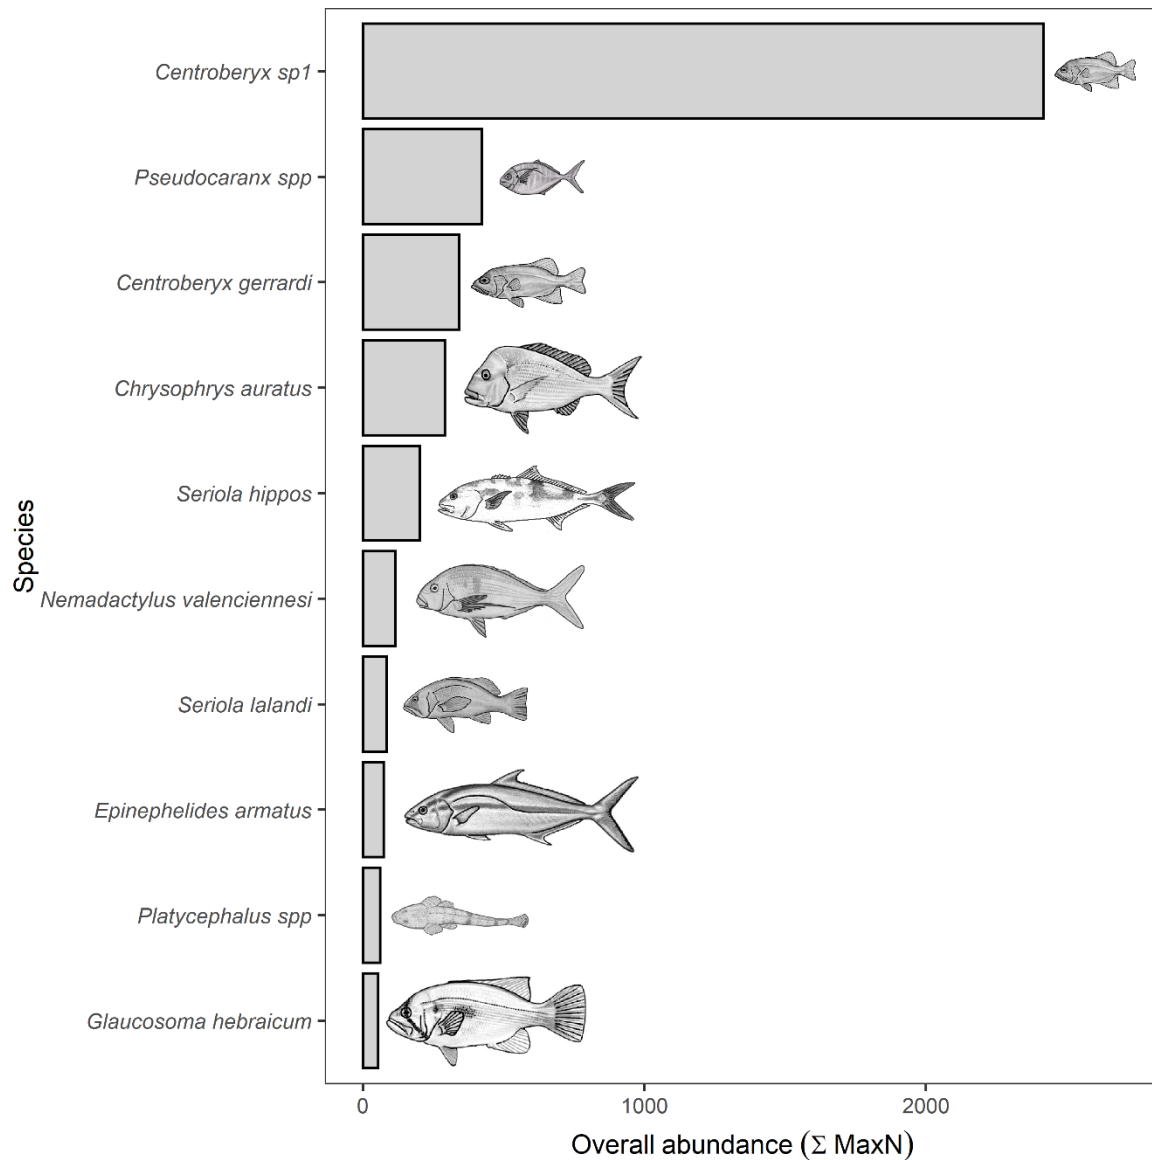 Species
Centroberyx sp1
Pseudocaranx spp
Centroberyx gerrardi
Chrysophrys auratus
Seriola hippos
Nemadactylus valenciennesi
Seriola lalandi
Epinephelides armatus
Platycephalus spp
Glaucosoma hebraicum
0 1000 2000
Overall abundance (Σ MaxN)